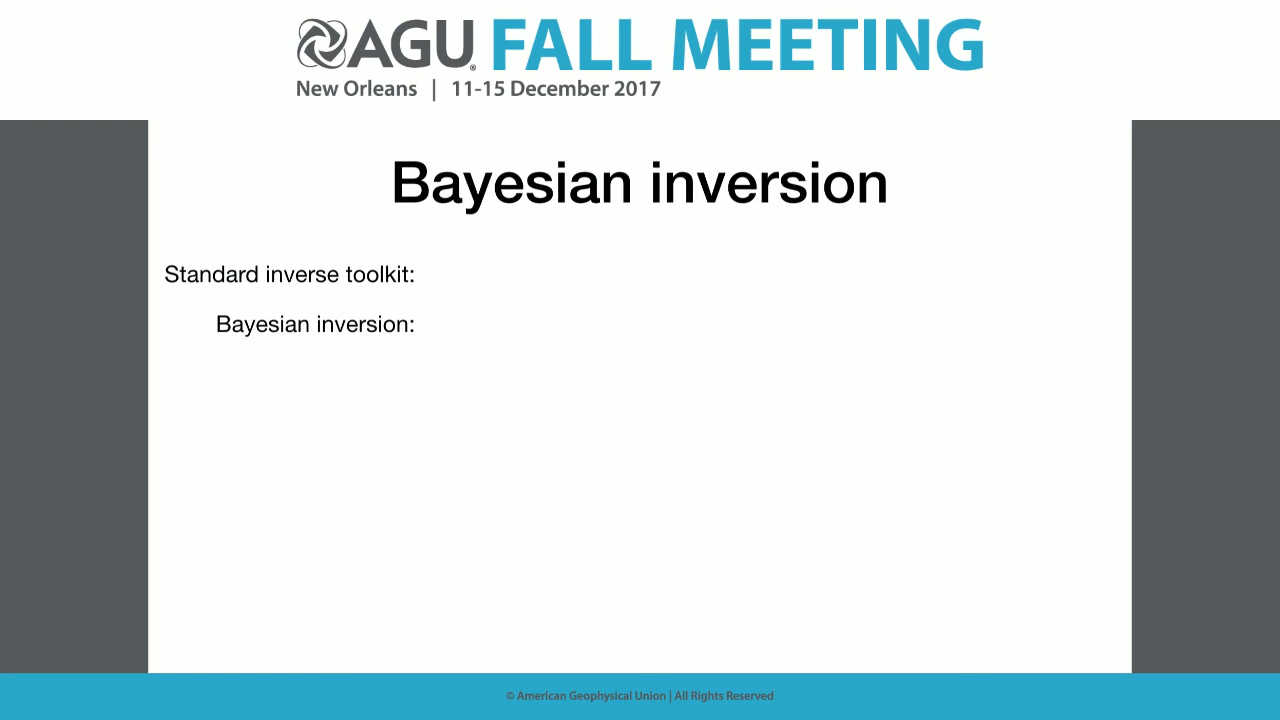 AGU FALL MEETING
New Orleans | 11-15 December 2017
Bayesian inversion
Standard inverse toolkit:
Bayesian inversion:
© American Geophysical Union | All Rights Reserved